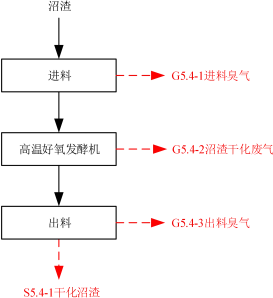 沼渣
进料
G5.4-1进料臭气
高温好氧发酵机
G5.4-2沼渣干化废气
出料
G5.4-3出料臭气
S5.4-1干化沼渣